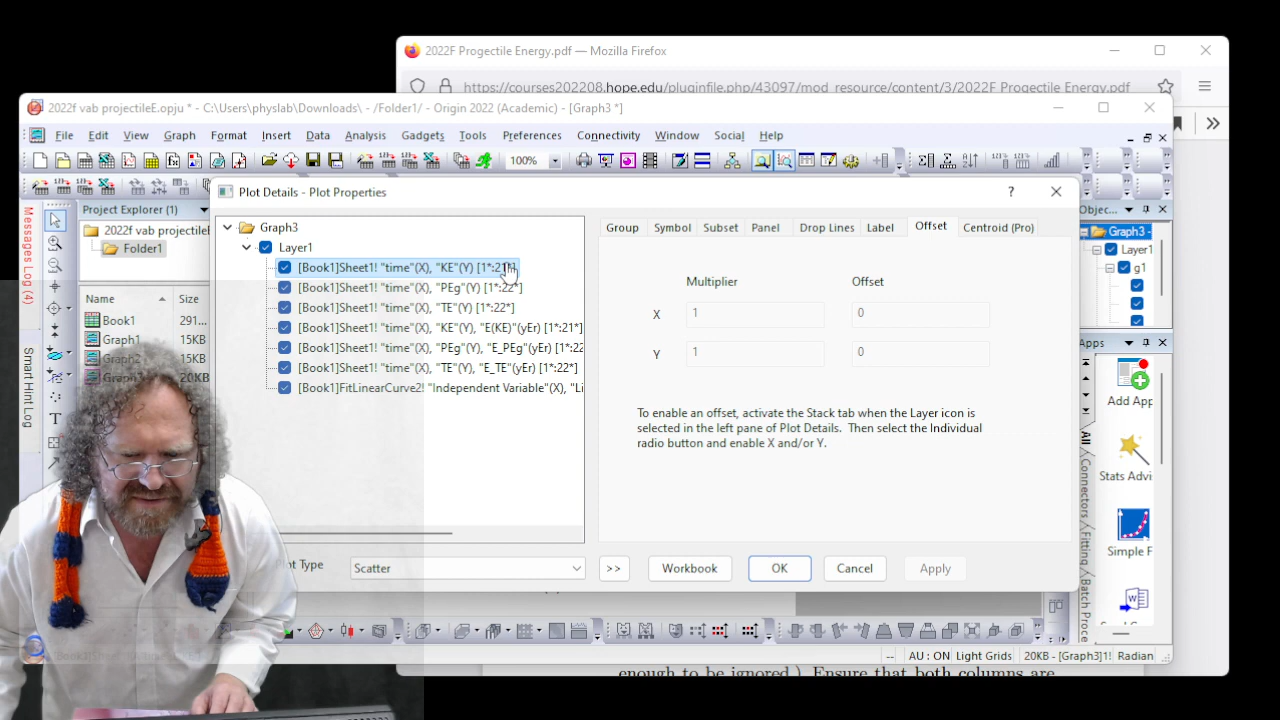 2022F Progectile Energy.pdf — Mozilla Firefox
https://courses202208.hope.edu/pluginfile.php/43097/mod_resource/content/3/2022F Progectile Energy.pdf
2022f vab projectileE.opju * - C:\Users\physlab\Downloads\ - /Folder1/ - Origin 2022 (Academic) - [Graph3 *]
File Edit View Graph Format Insert Data Analysis Gadgets Tools Preferences Connectivity Window Social Help
100%
Messages Log (4)
Smart Hint Log
Project Explorer (1)
2022f vab projectileE
Folder1
Name Size
Book1 291...
Graph1 15KB
Graph2 15KB
20KB
Plot Details - Plot Properties
Graph3
Layer1
[Book1]Sheet1! "time"(X), "KE"(Y) [1*:21*]
[Book1]Sheet1! "time"(X), "PEg"(Y) [1*:22*]
[Book1]Sheet1! "time"(X), "TE"(Y) [1*:22*]
[Book1]Sheet1! "time"(X), "KE"(Y), "E(KE)"(yEr) [1*:21*]
[Book1]Sheet1! "time"(X), "PEg"(Y), "E_PEg"(yEr) [1*:22
[Book1]Sheet1! "time"(X), "TE"(Y), "E_TE"(yEr) [1*:22*]
[Book1]FitLinearCurve2! "Independent Variable"(X), "Li
Group Symbol Subset Panel Drop Lines Label Offset Centroid (Pro)
Multiplier Offset
X 1 0
Y 1 0
To enable an offset, activate the Stack tab when the Layer icon is
selected in the left pane of Plot Details. Then select the Individual
radio button and enable X and/or Y.
ot Type Scatter >> Workbook OK Cancel Apply
Objec...
Graph3 -
Layer1
g1
Apps
Add App
Stats Advi
Simple F
All
Connectors
Fitting
Batch Proce
-- AU : ON Light Grids 20KB - [Graph3]1! Radian
enough to be ignored.). Ensure that both columns are